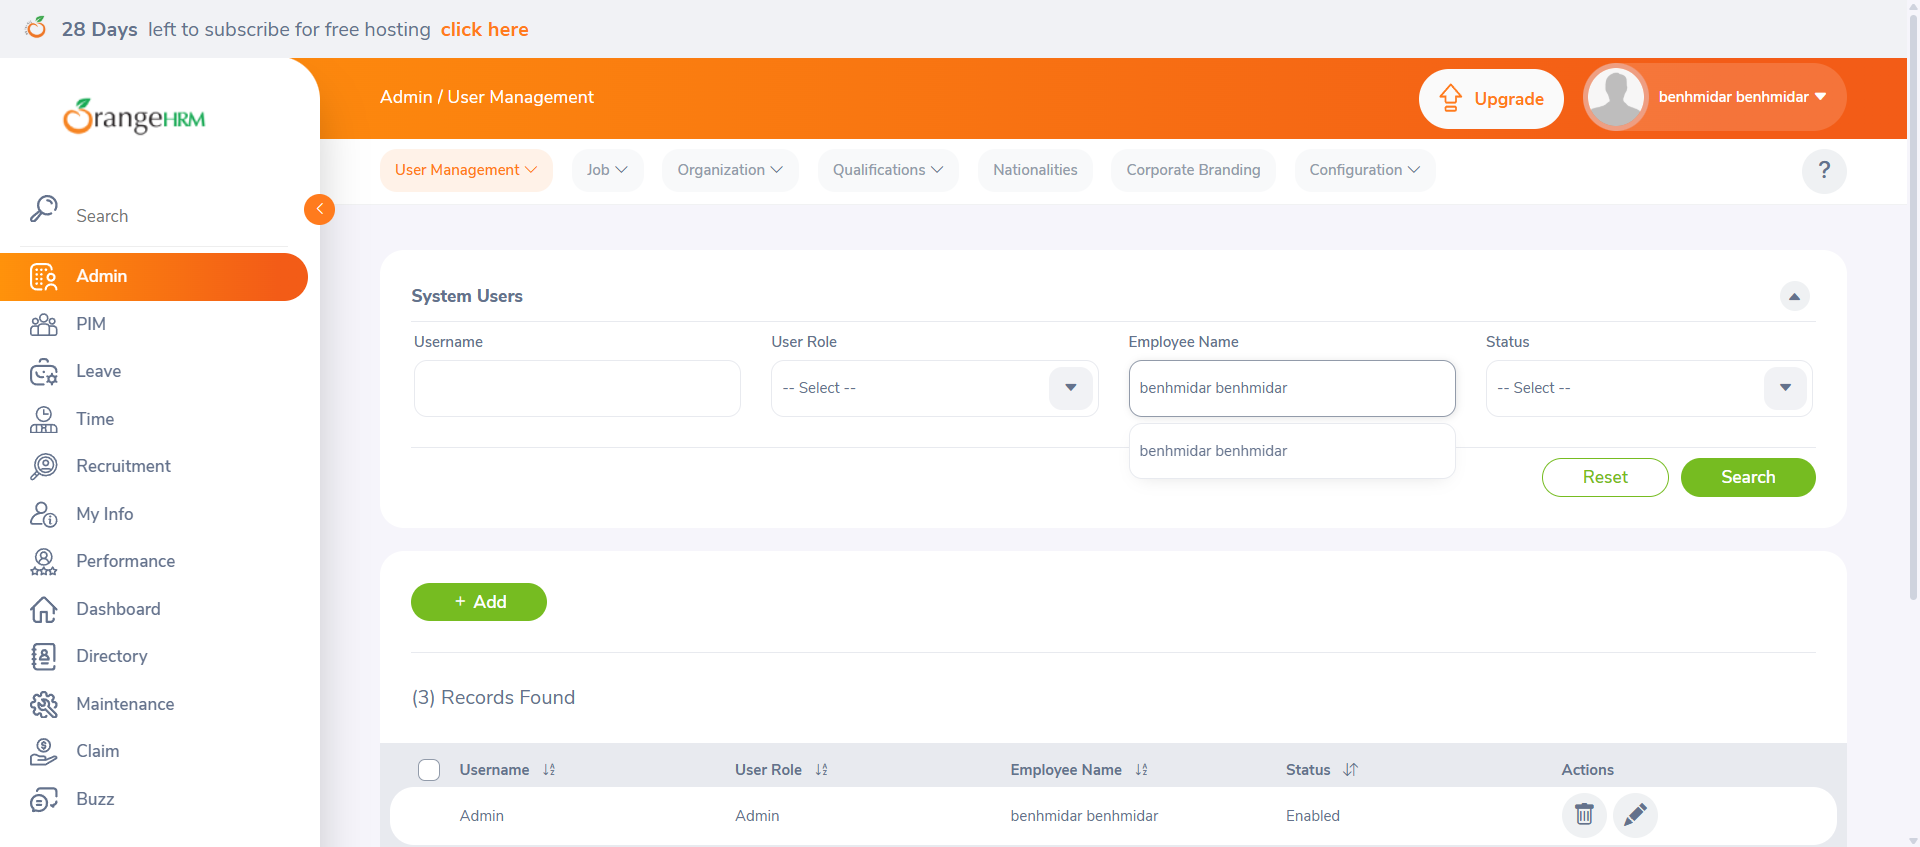 28 Days left to subscribe for free hosting click here
OrangeHRM
Admin / User Management
Upgrade
benhmidar benhmidar
User Management
Job
Organization
Qualifications
Nationalities
Corporate Branding
Configuration
?
Search
Admin
PIM
Leave
Time
Recruitment
My Info
Performance
Dashboard
Directory
Maintenance
Claim
Buzz
System Users
Username
User Role
Employee Name
Status
-- Select --
benhmidar benhmidar
-- Select --
benhmidar benhmidar
Reset
Search
+ Add
(3) Records Found
Username
User Role
Employee Name
Status
Actions
Admin
Admin
benhmidar benhmidar
Enabled